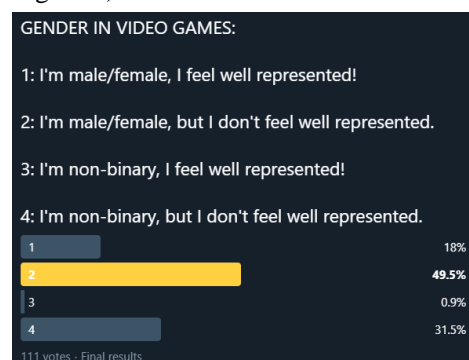 GENDER IN VIDEO GAMES:
1: I'm male/female, I feel well represented!
2: I'm male/female, but I don't feel well represented.
3: I'm non-binary, I feel well represented!
4: I'm non-binary, but I don't feel well represented.
1 18%
2 49.5%
3 0.9%
4 31.5%
111 votes · Final results